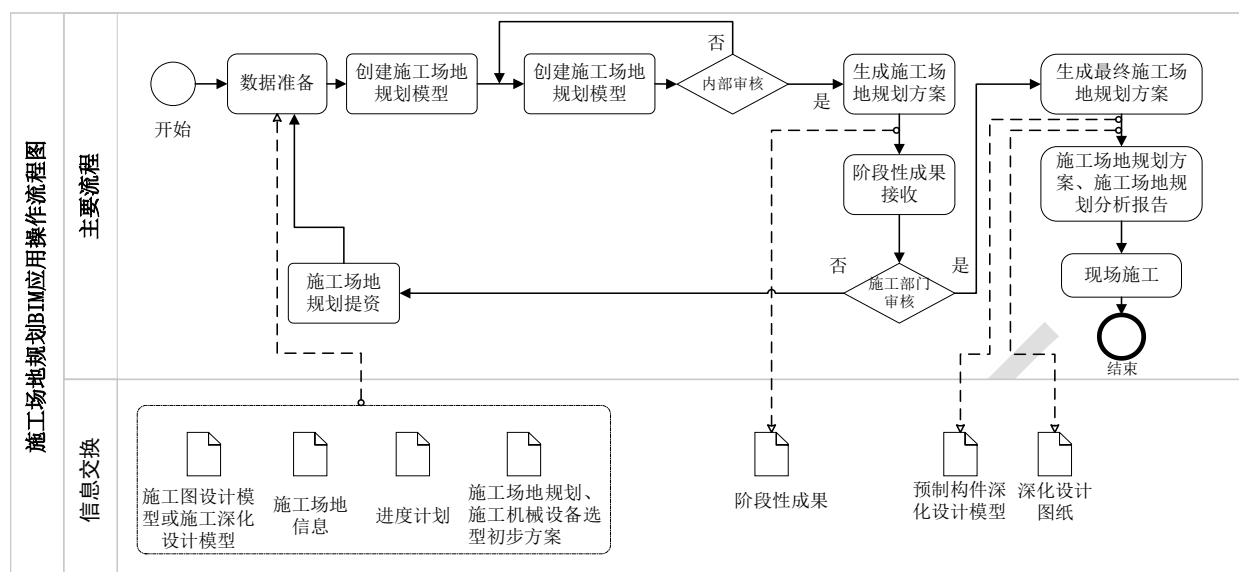 施工场地规划BIM应用操作流程图
主要流程
开始
数据准备
创建施工场地
规划模型
创建施工场地
规划模型
否
内部审核
是
生成施工场
地规划方案
阶段性成果
接收
否
施工部门
审核
是
施工场地
规划提资
生成最终施工场
地规划方案
施工场地规划方
案、施工场地规
划分析报告
现场施工
结束
信息交换
施工图设计模
型或施工深化
设计模型
施工场地
信息
进度计划
施工场地规划、
施工机械设备选
型初步方案
阶段性成果
预制构件深
化设计模型
深化设计
图纸